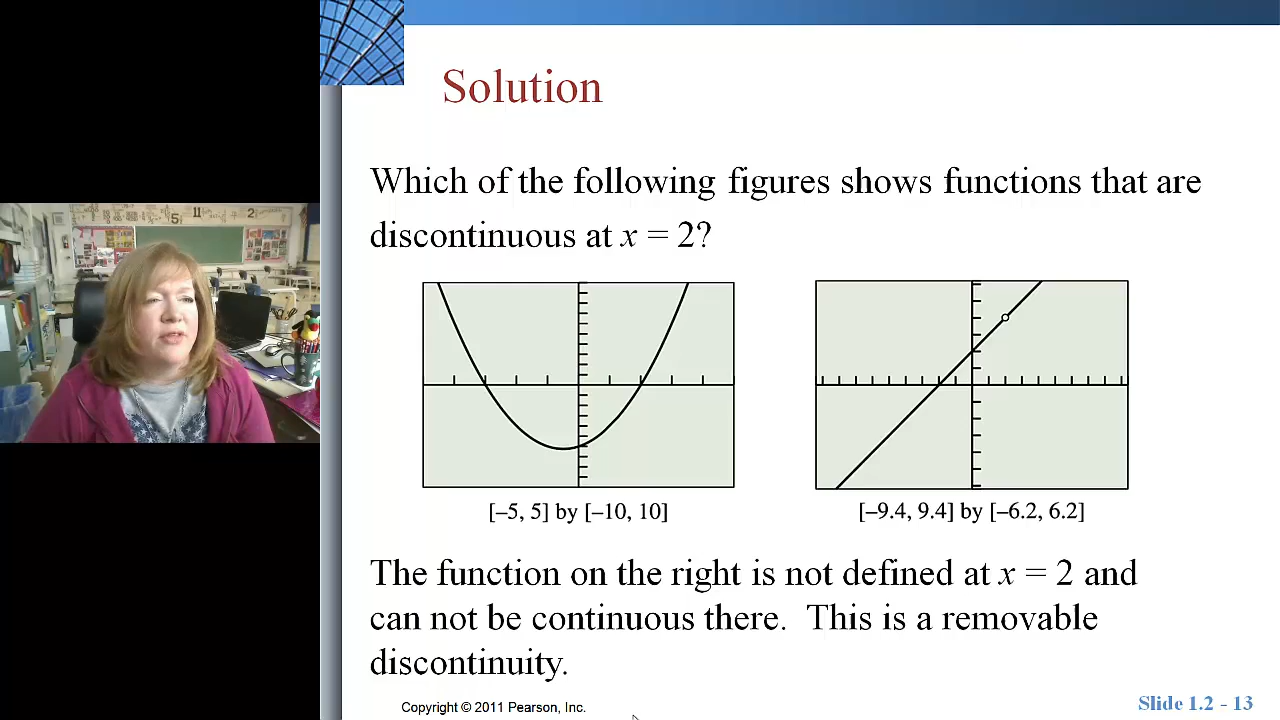 Solution
Which of the following figures shows functions that are
discontinuous at x = 2?
[–5, 5] by [–10, 10]
[–9.4, 9.4] by [–6.2, 6.2]
The function on the right is not defined at x = 2 and
can not be continuous there. This is a removable
discontinuity.
Copyright © 2011 Pearson, Inc.
Slide 1.2 - 13